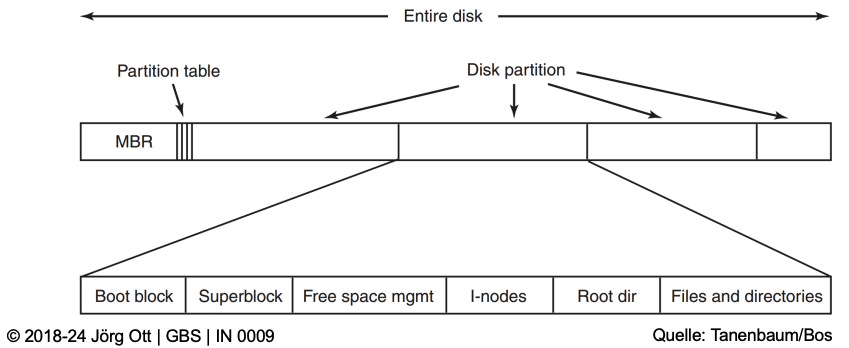 Entire disk
Partition table
Disk partition
MBR
Boot block
Superblock
Free space mgmt
I-nodes
Root dir
Files and directories
© 2018-24 Jörg Ott | GBS | IN 0009
Quelle: Tanenbaum/Bos